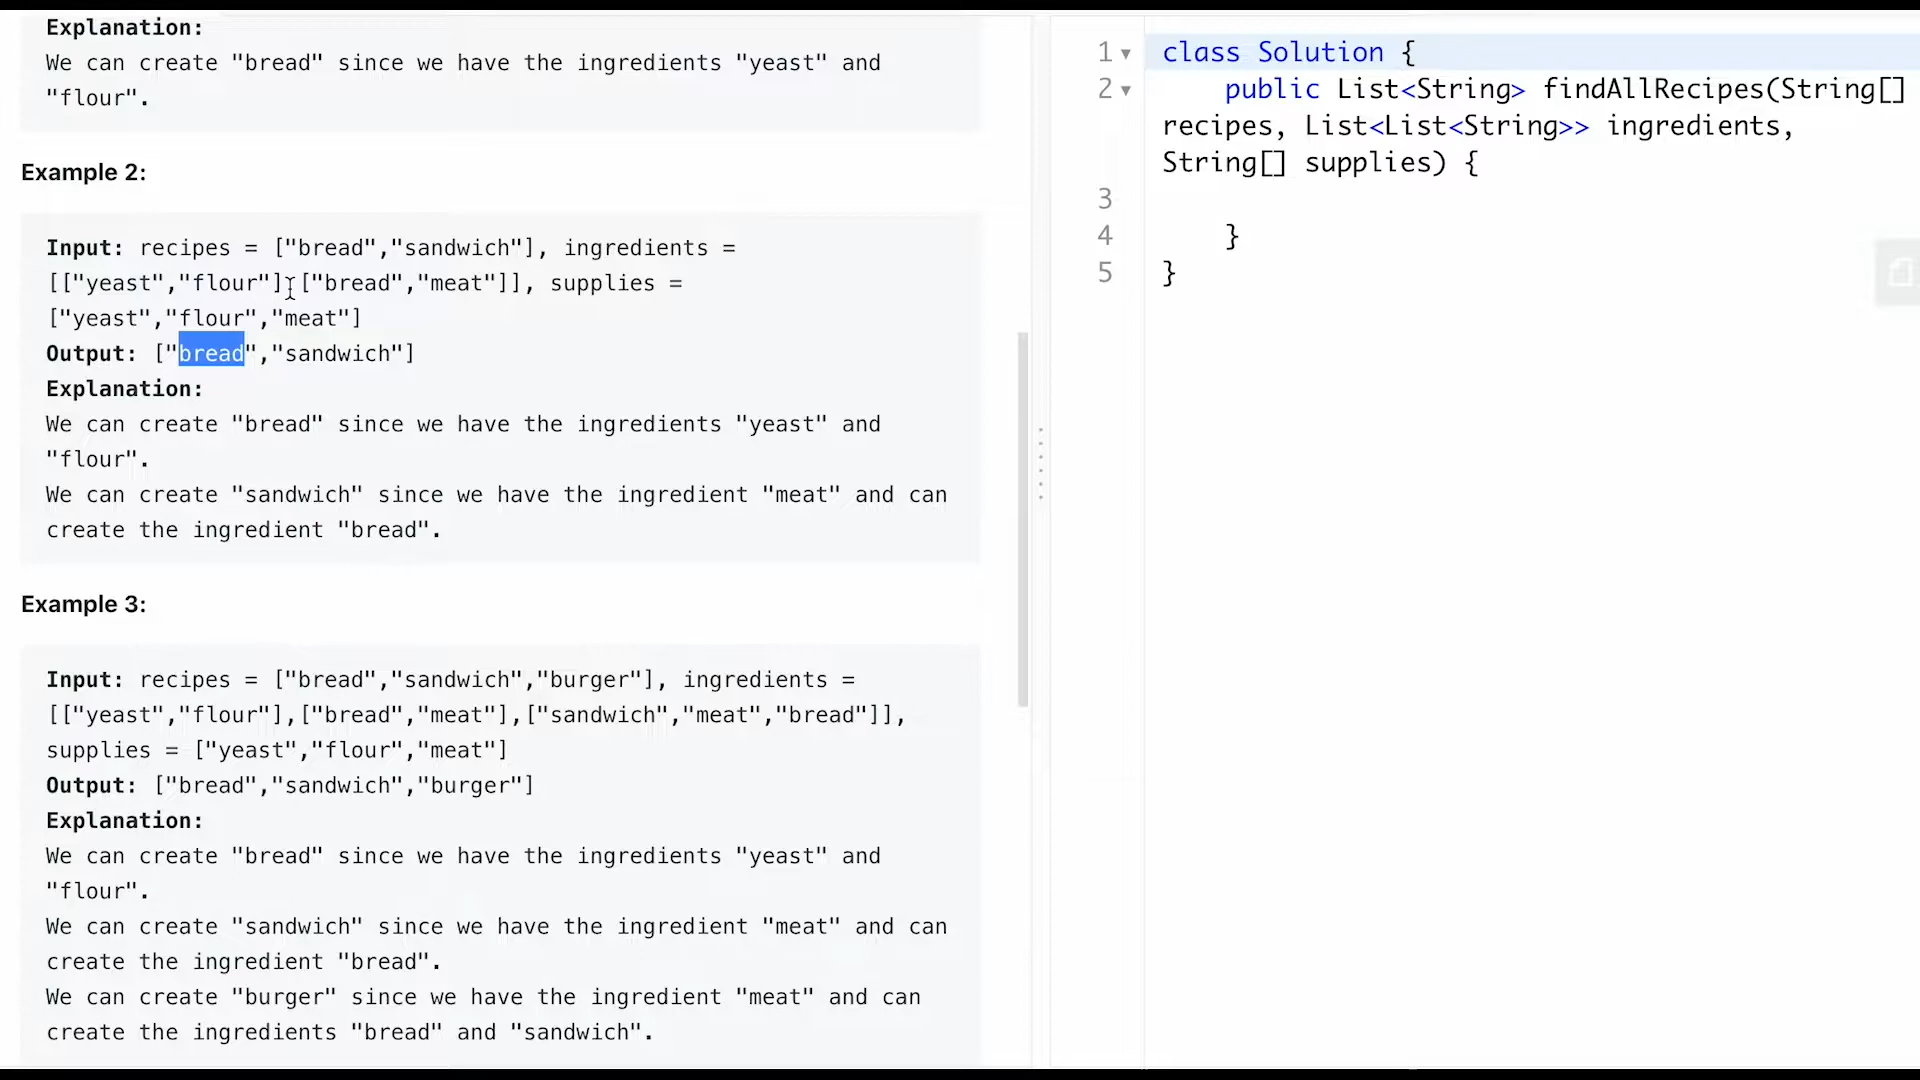 Explanation:
We can create "bread" since we have the ingredients "yeast" and
"flour".
Example 2:
Input: recipes = ["bread","sandwich"], ingredients =
[["yeast","flour"],["bread","meat"]], supplies =
["yeast","flour","meat"]
Output: ["bread","sandwich"]
Explanation:
We can create "bread" since we have the ingredients "yeast" and
"flour".
We can create "sandwich" since we have the ingredient "meat" and can
create the ingredient "bread".
Example 3:
Input: recipes = ["bread","sandwich","burger"], ingredients =
[["yeast","flour"],["bread","meat"],["sandwich","meat","bread"]],
supplies = ["yeast","flour","meat"]
Output: ["bread","sandwich","burger"]
Explanation:
We can create "bread" since we have the ingredients "yeast" and
"flour".
We can create "sandwich" since we have the ingredient "meat" and can
create the ingredient "bread".
We can create "burger" since we have the ingredient "meat" and can
create the ingredients "bread" and "sandwich".
1 class Solution {
2 public List<String> findAllRecipes(String[]
recipes, List<List<String>> ingredients,
String[] supplies) {
3
4 }
5 }